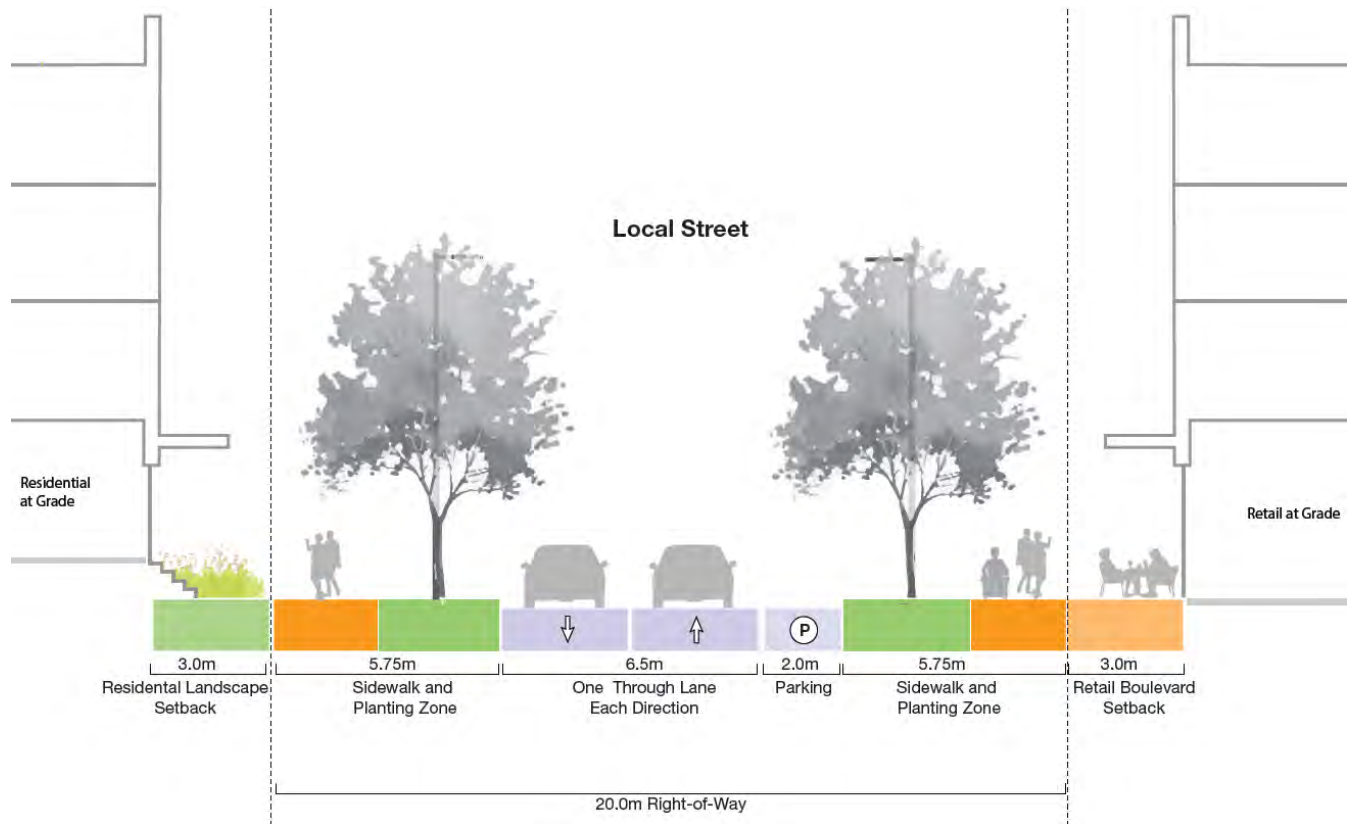 Local Street
Residential
at Grade
Retail at Grade
P
3.0m
5.75m
6.5m
2.0m
5.75m
3.0m
Residental Landscape
Setback
Sidewalk and
Planting Zone
One Through Lane
Each Direction
Parking
Sidewalk and
Planting Zone
Retail Boulevard
Setback
20.0m Right-of-Way